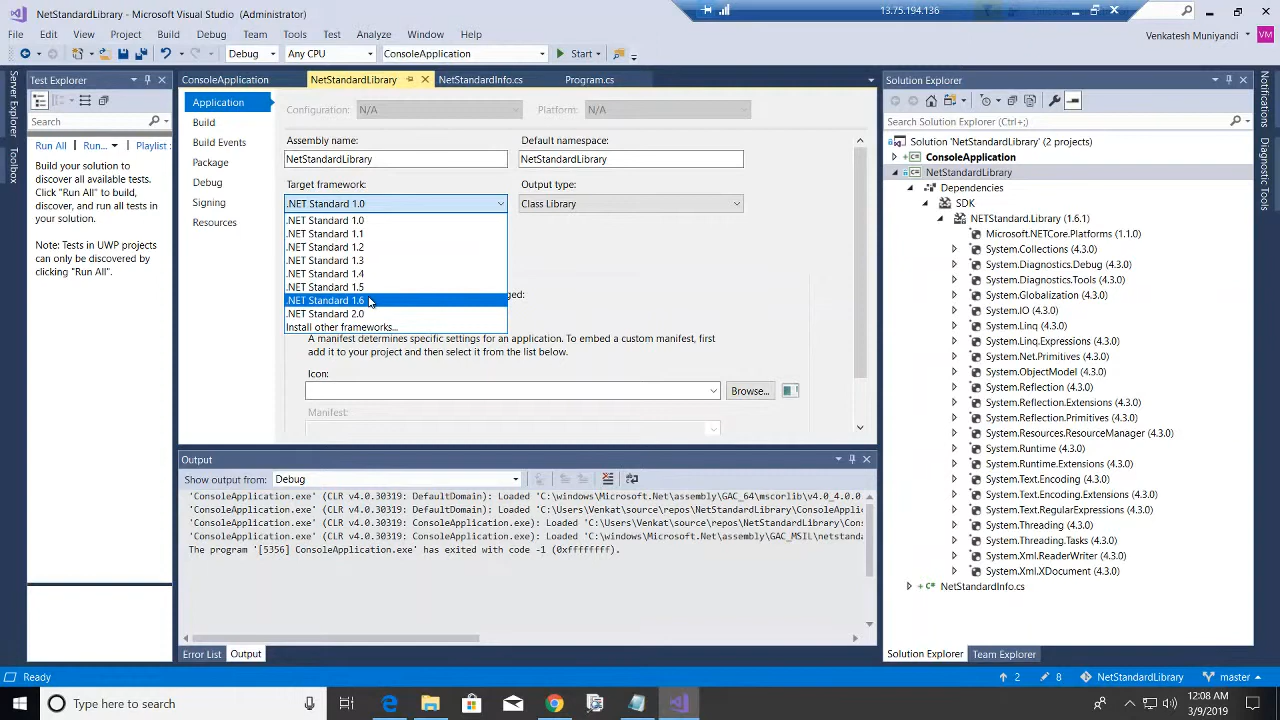 NetStandardLibrary - Microsoft Visual Studio (Administrator)
13.75.194.136
File Edit View Project Build Debug Team Tools Test Analyze Window Help
Venkatesh Muniyandi VM
Debug Any CPU ConsoleApplication Start
Server Explorer
Toolbox
Test Explorer
Search
Run All Run... Playlist :
Build your solution to
discover all available tests.
Click "Run All" to build,
discover, and run all tests in
your solution.
Note: Tests in UWP projects
can only be discovered by
clicking "Run All".
ConsoleApplication NetStandardLibrary NetStandardInfo.cs Program.cs
Application
Build
Build Events
Package
Debug
Signing
Resources
Configuration: N/A Platform: N/A
Assembly name: Default namespace:
NetStandardLibrary NetStandardLibrary
Target framework: Output type:
.NET Standard 1.0 Class Library
.NET Standard 1.0
.NET Standard 1.1
.NET Standard 1.2
.NET Standard 1.3
.NET Standard 1.4
.NET Standard 1.5
.NET Standard 1.6
.NET Standard 2.0
Install other frameworks...
ged:
A manifest determines specific settings for an application. To embed a custom manifest, first
add it to your project and then select it from the list below.
Icon:
Browse...
Manifest:
Output
Show output from: Debug
'ConsoleApplication.exe' (CLR v4.0.30319: DefaultDomain): Loaded 'C:\windows\Microsoft.Net\assembly\GAC_64\mscorlib\v4.0_4.0.0
'ConsoleApplication.exe' (CLR v4.0.30319: DefaultDomain): Loaded 'C:\Users\Venkat\source\repos\NetStandardLibrary\ConsoleApplic
'ConsoleApplication.exe' (CLR v4.0.30319: ConsoleApplication.exe): Loaded 'C:\Users\Venkat\source\repos\NetStandardLibrary\Cons
'ConsoleApplication.exe' (CLR v4.0.30319: ConsoleApplication.exe): Loaded 'C:\windows\Microsoft.Net\assembly\GAC_MSIL\netstanda
The program '[5356] ConsoleApplication.exe' has exited with code -1 (0xffffffff).
Error List Output
Solution Explorer
Search Solution Explorer (Ctrl+;)
Solution 'NetStandardLibrary' (2 projects)
ConsoleApplication
NetStandardLibrary
Dependencies
SDK
NETStandard.Library (1.6.1)
Microsoft.NETCore.Platforms (1.1.0)
System.Collections (4.3.0)
System.Diagnostics.Debug (4.3.0)
System.Diagnostics.Tools (4.3.0)
System.Globalization (4.3.0)
System.IO (4.3.0)
System.Linq (4.3.0)
System.Linq.Expressions (4.3.0)
System.Net.Primitives (4.3.0)
System.ObjectModel (4.3.0)
System.Reflection (4.3.0)
System.Reflection.Extensions (4.3.0)
System.Reflection.Primitives (4.3.0)
System.Resources.ResourceManager (4.3.0)
System.Runtime (4.3.0)
System.Runtime.Extensions (4.3.0)
System.Text.Encoding (4.3.0)
System.Text.Encoding.Extensions (4.3.0)
System.Text.RegularExpressions (4.3.0)
System.Threading (4.3.0)
System.Threading.Tasks (4.3.0)
System.Xml.ReaderWriter (4.3.0)
System.Xml.XDocument (4.3.0)
NetStandardInfo.cs
Solution Explorer Team Explorer
Notifications
Diagnostic Tools
Ready 2 8 NetStandardLibrary master
Type here to search
12:08 AM
3/9/2019